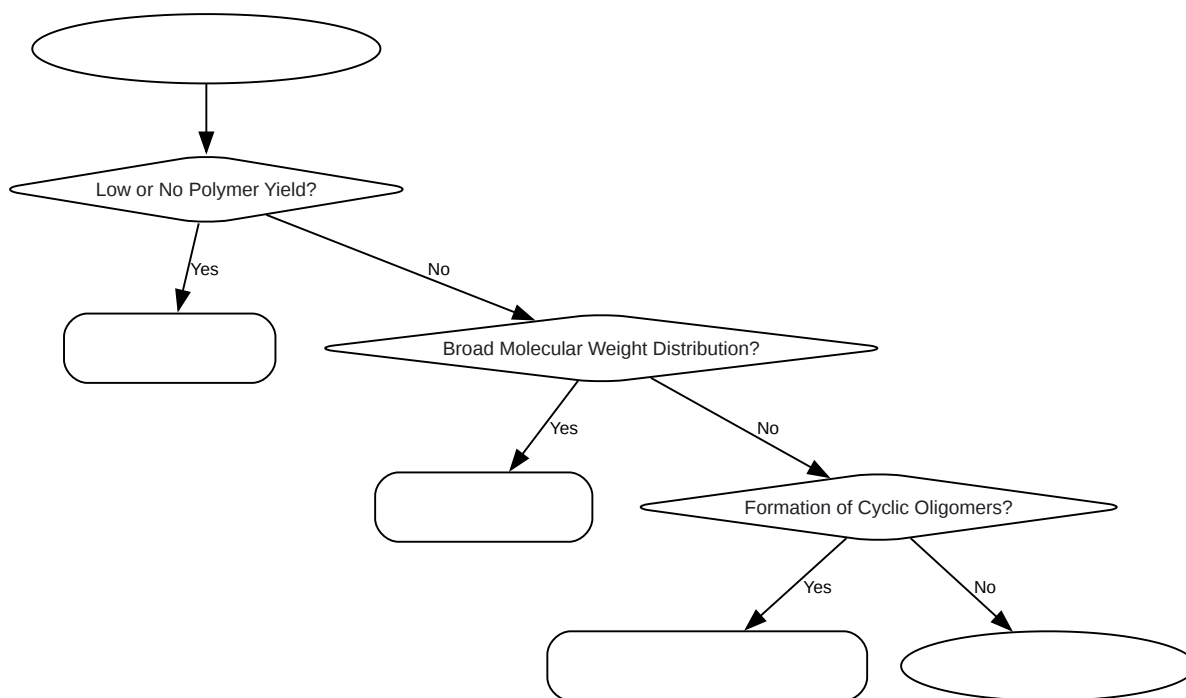 Low or No Polymer Yield?
Yes
No
Broad Molecular Weight Distribution?
Yes
No
Formation of Cyclic Oligomers?
Yes
No